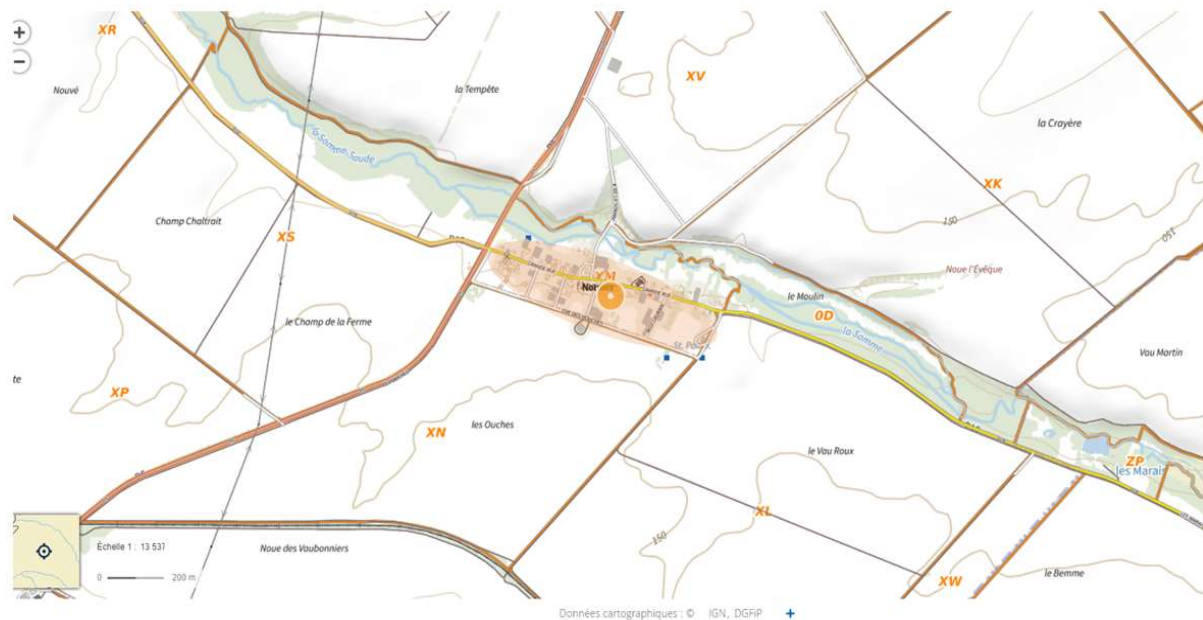 +
−
XR
Nouvé
la Tempête
XV
la Crayère
la Somme Soude
XK
150
150
Champ Chaltrait
XS
Noue l'Évêque
XM
GRANDE RUE
le Moulin
0D
la Somme
le Champ de la Ferme
Vau Martin
XP
XN
les Ouches
le Vau Roux
ZP
les Marais
XL
150
Noue des Vaubonniers
XW
le Bemme
Échelle 1 : 13 537
0 200 m
Données cartographiques : © IGN, DGFiP +